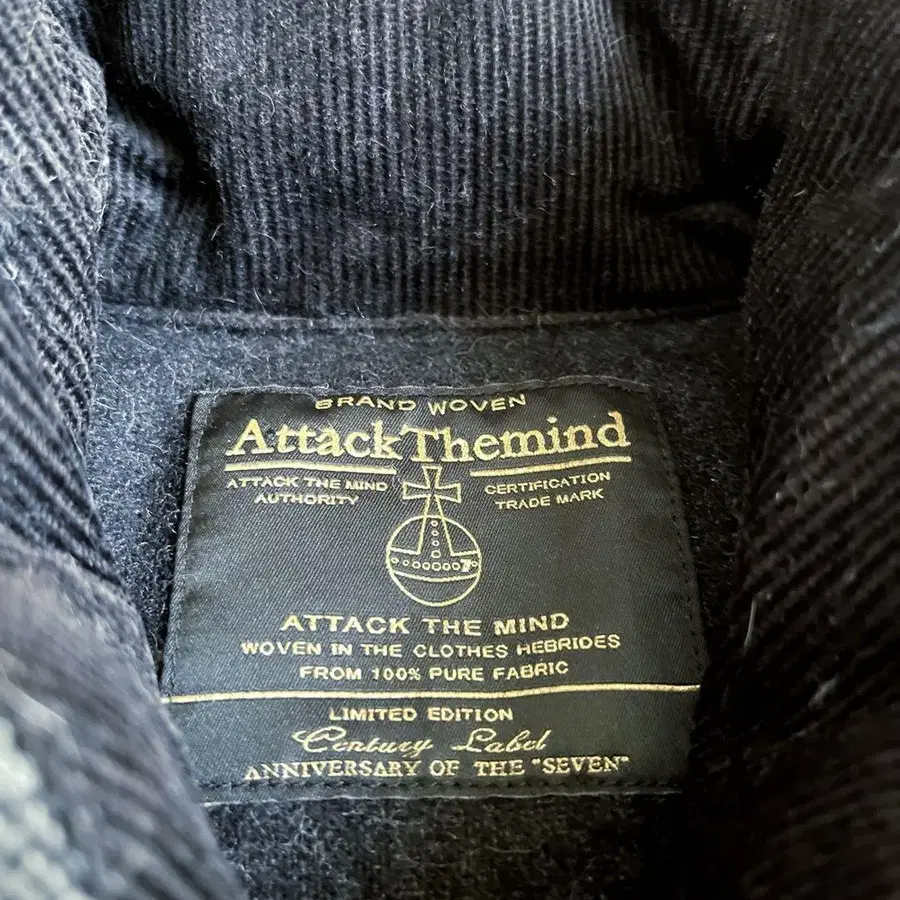 BRAND WOVEN
AttackThemind
ATTACK THE MIND
AUTHORITY
CERTIFICATION
TRADE MARK
7
ATTACK THE MIND
WOVEN IN THE CLOTHES HEBRIDES
FROM 100% PURE FABRIC
LIMITED EDITION
Century Label
ANNIVERSARY OF THE "SEVEN"